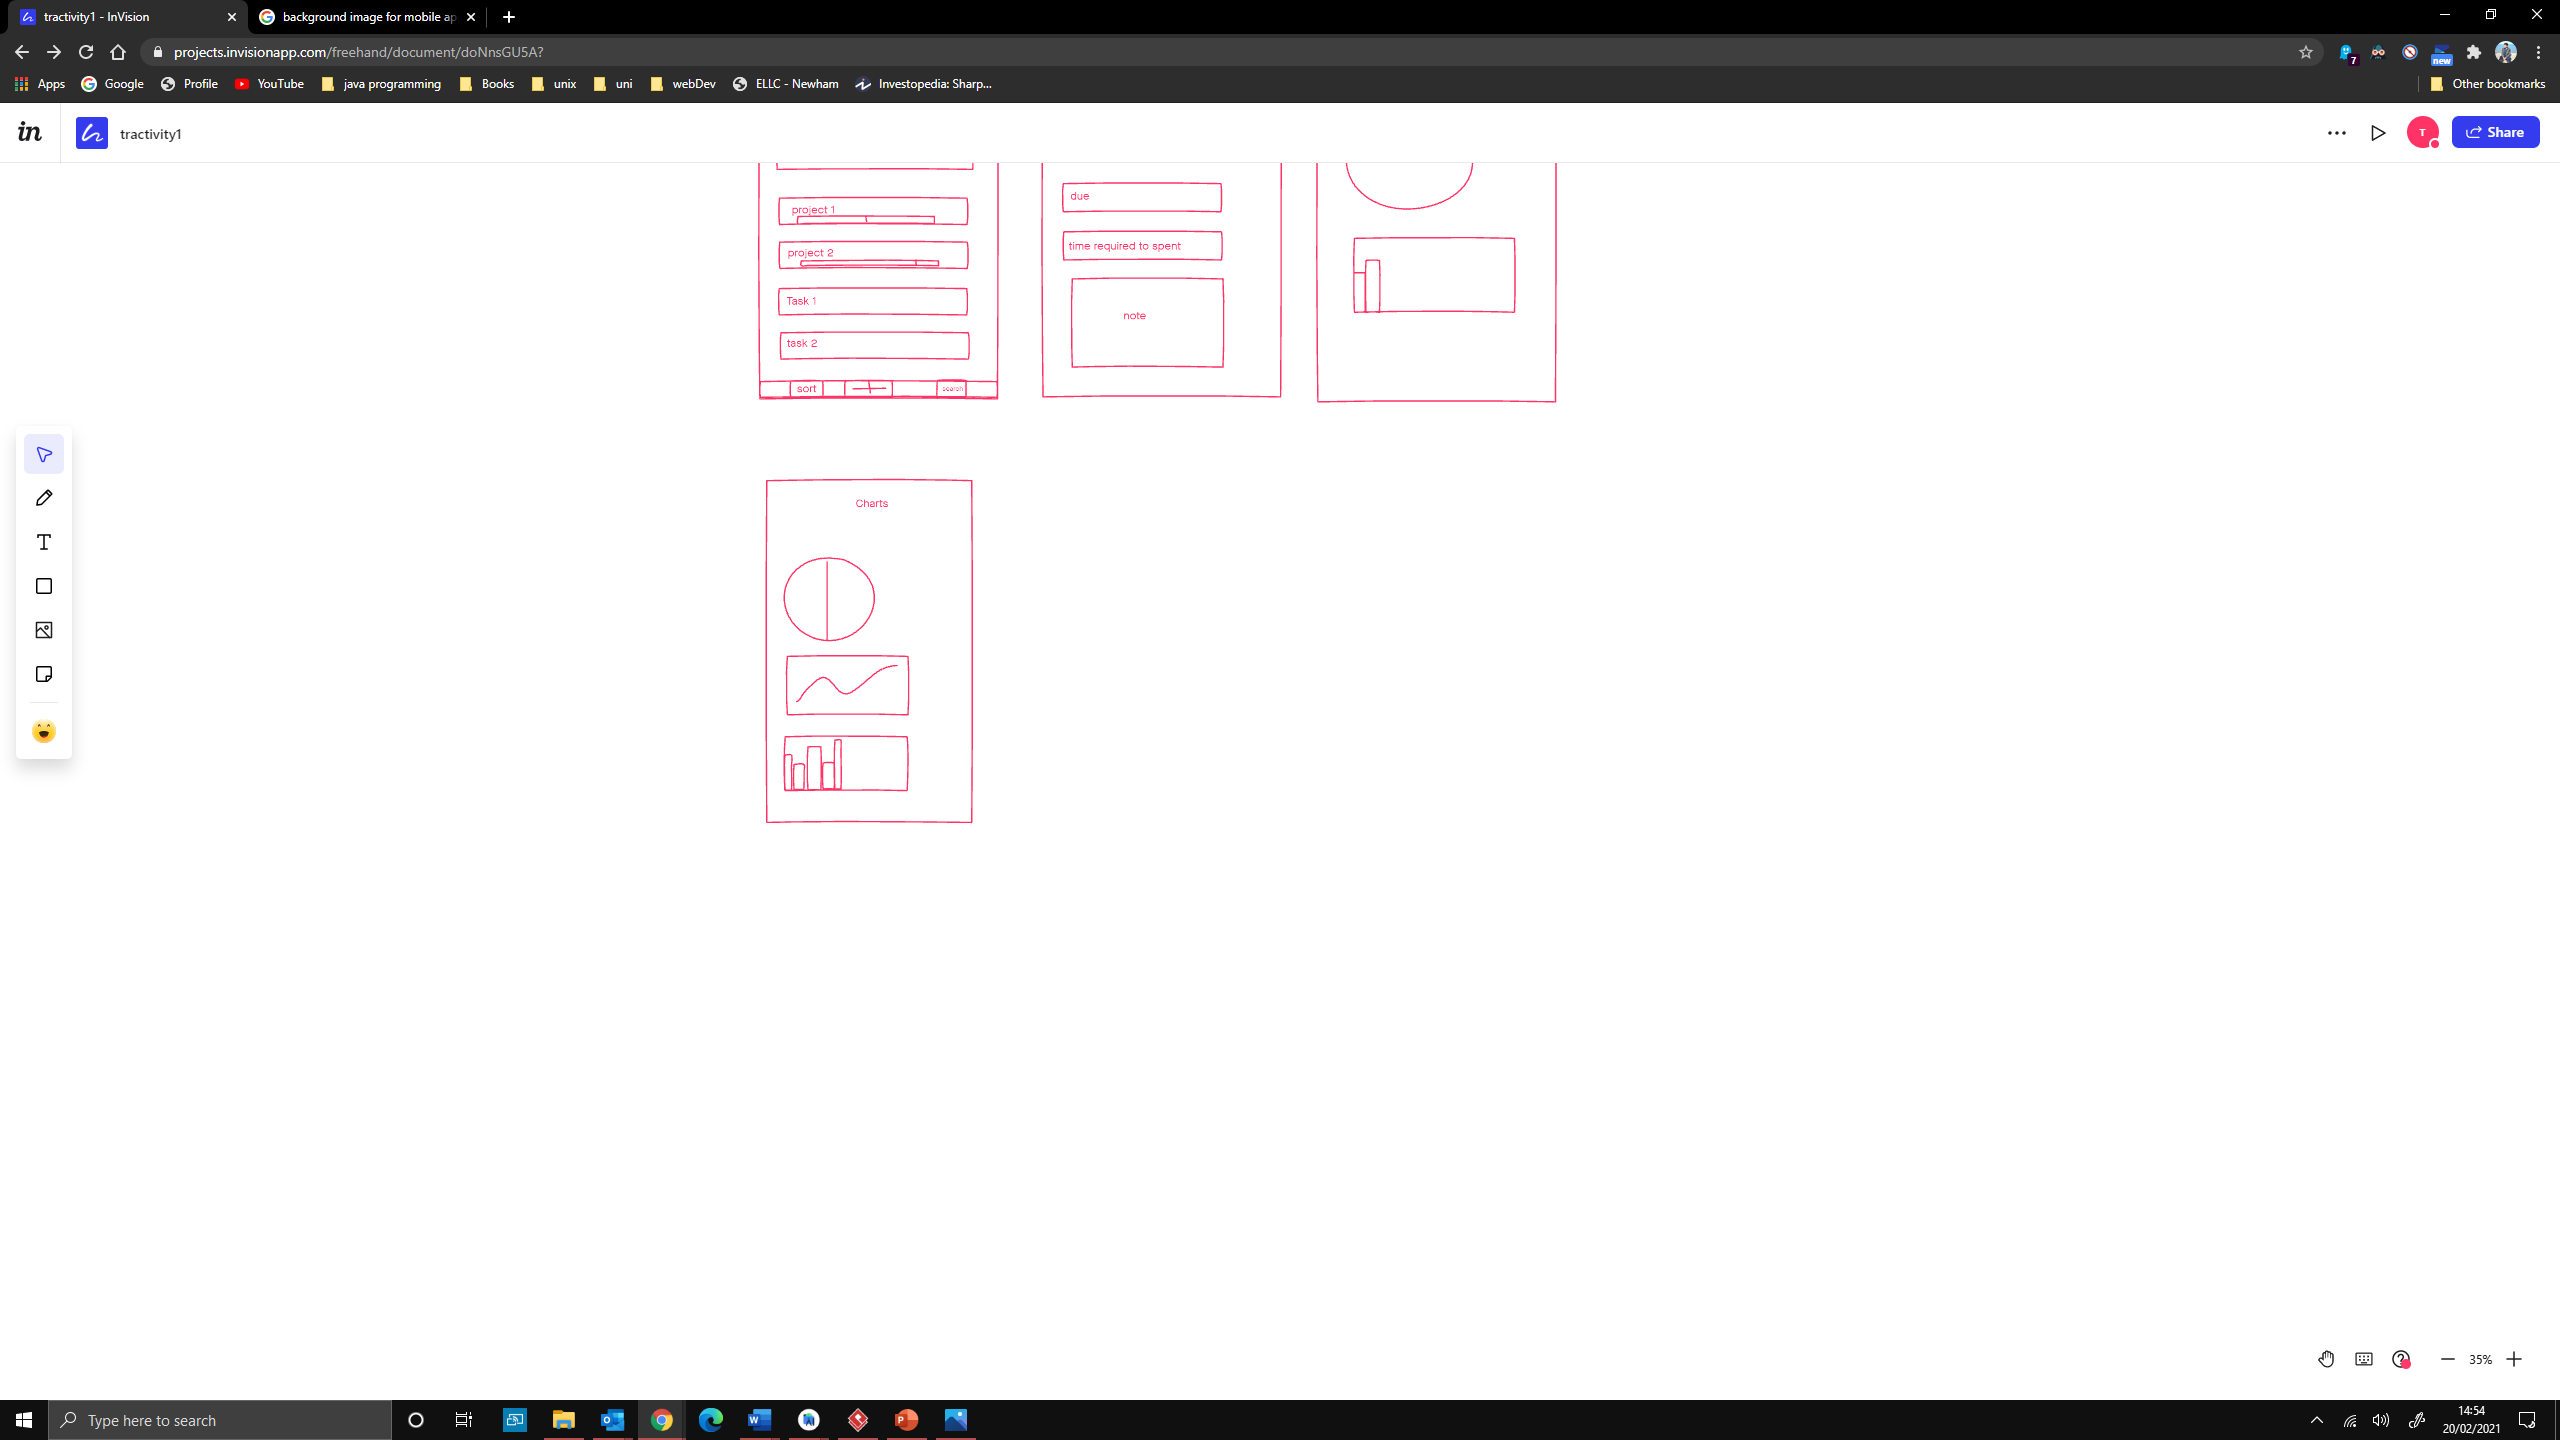 tractivity1 - InVision
background image for mobile ap
projects.invisionapp.com/freehand/document/doNnsGU5A?
7
new
Apps
Google
Profile
YouTube
java programming
Books
unix
uni
webDev
ELLC - Newham
Investopedia: Sharp...
Other bookmarks
in
tractivity1
T
Share
project 1
project 2
Task 1
task 2
sort
search
due
time required to spent
note
Charts
T
35%
Type here to search
14:54
20/02/2021